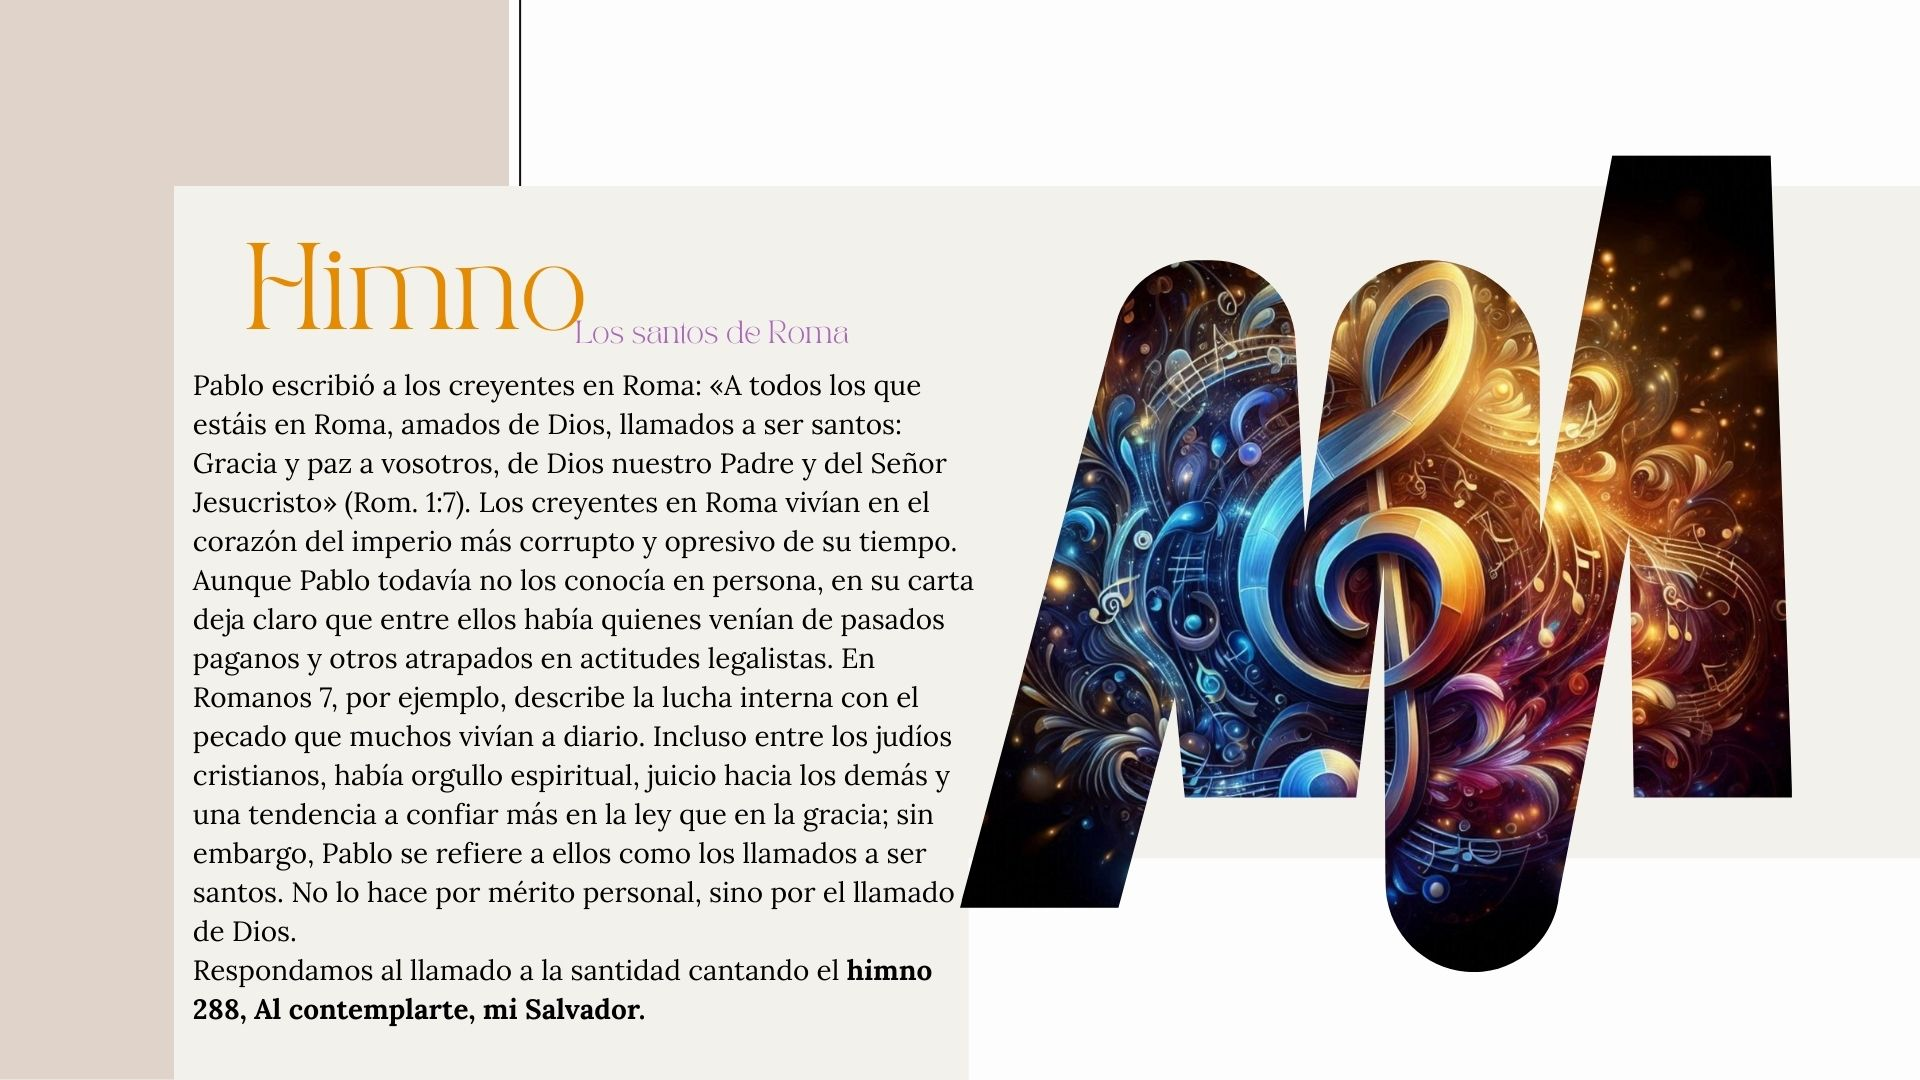 Himno
Los santos de Roma
Pablo escribió a los creyentes en Roma: «A todos los que
estáis en Roma, amados de Dios, llamados a ser santos:
Gracia y paz a vosotros, de Dios nuestro Padre y del Señor
Jesucristo» (Rom. 1:7). Los creyentes en Roma vivían en el
corazón del imperio más corrupto y opresivo de su tiempo.
Aunque Pablo todavía no los conocía en persona, en su carta
deja claro que entre ellos había quienes venían de pasados
paganos y otros atrapados en actitudes legalistas. En
Romanos 7, por ejemplo, describe la lucha interna con el
pecado que muchos vivían a diario. Incluso entre los judíos
cristianos, había orgullo espiritual, juicio hacia los demás y
una tendencia a confiar más en la ley que en la gracia; sin
embargo, Pablo se refiere a ellos como los llamados a ser
santos. No lo hace por mérito personal, sino por el llamado
de Dios.
Respondamos al llamado a la santidad cantando el himno
288, Al contemplarte, mi Salvador.